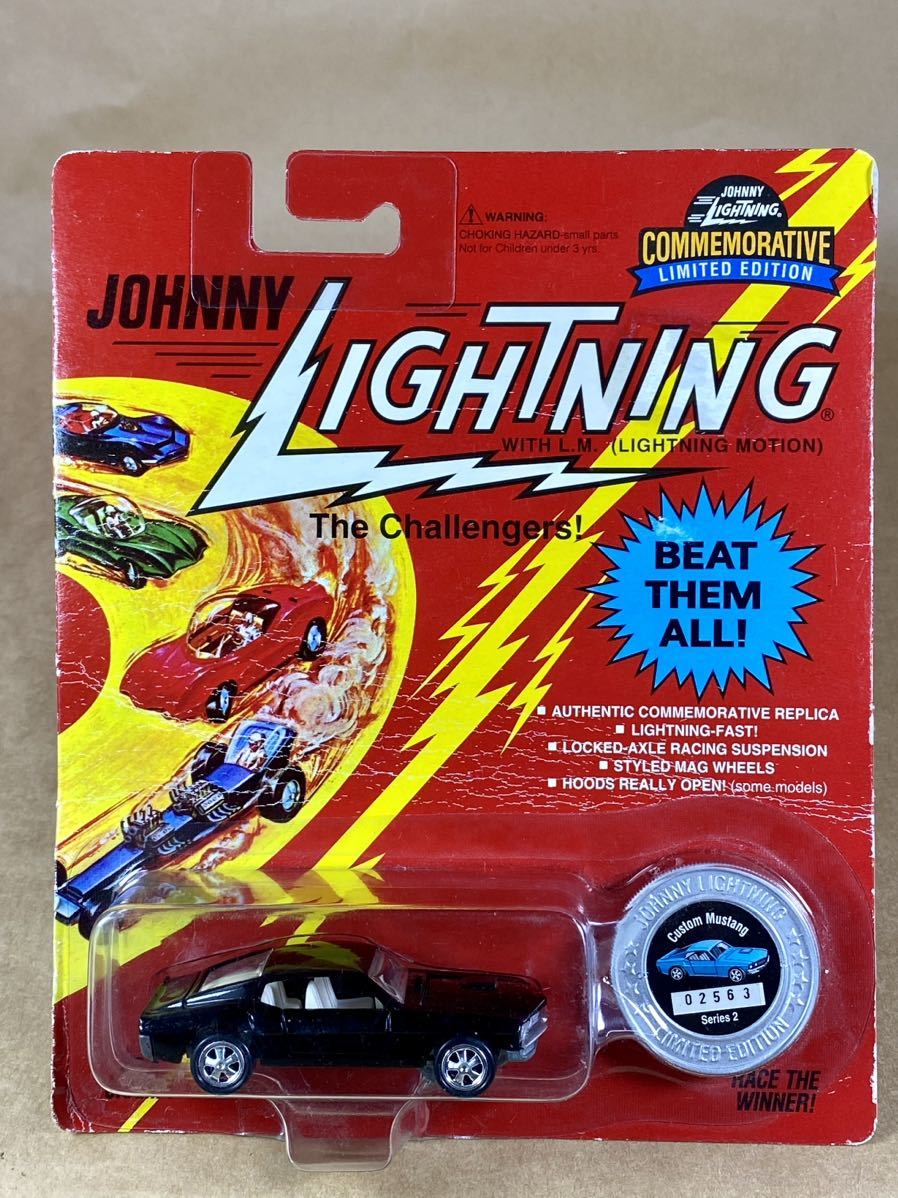 WARNING:
CHOKING HAZARD-small parts
Not for Children under 3 yrs.
JOHNNY
LIGHTNING®
COMMEMORATIVE
LIMITED EDITION
JOHNNY
LIGHTNING®
WITH L.M. (LIGHTNING MOTION)
The Challengers!
BEAT
THEM
ALL!
AUTHENTIC COMMEMORATIVE REPLICA
LIGHTNING-FAST!
LOCKED-AXLE RACING SUSPENSION
STYLED MAG WHEELS
HOODS REALLY OPEN! (some models)
JOHNNY LIGHTNING
Custom Mustang
02563
Series 2
LIMITED EDITION
RACE THE
WINNER!